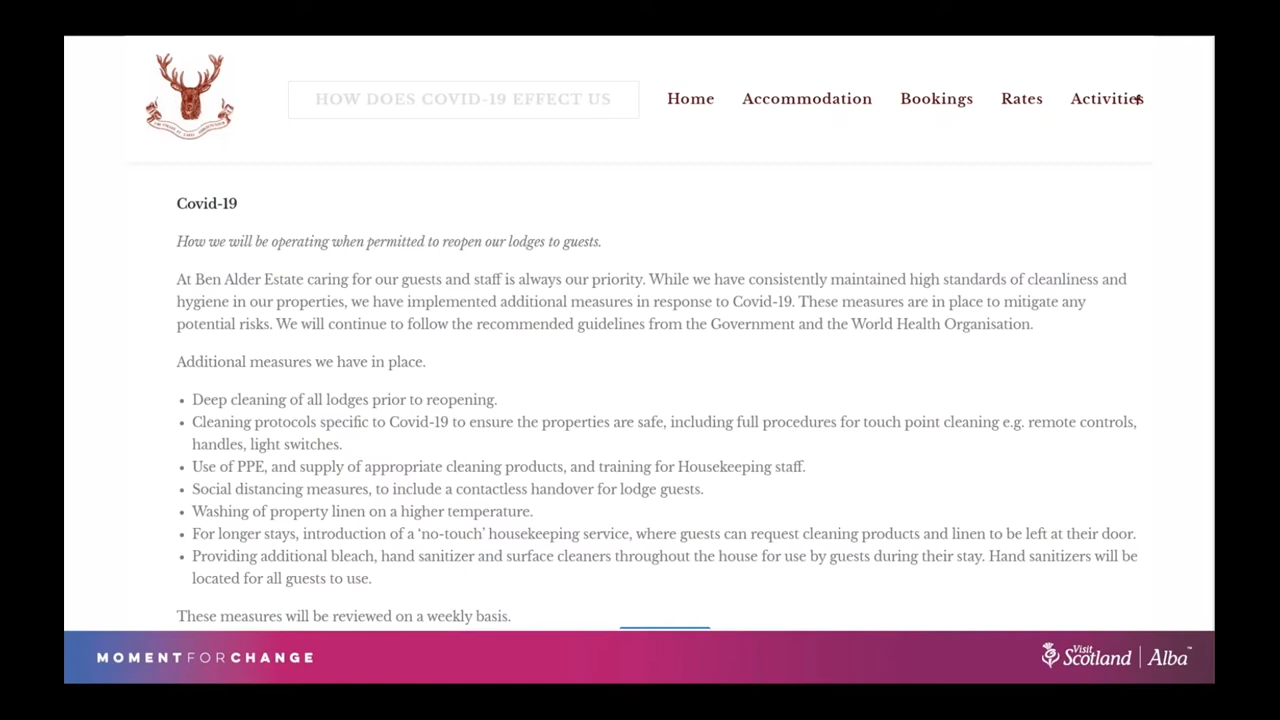 HOW DOES COVID-19 EFFECT US
Home
Accommodation
Bookings
Rates
Activities
Covid-19
How we will be operating when permitted to reopen our lodges to guests.
At Ben Alder Estate caring for our guests and staff is always our priority. While we have consistently maintained high standards of cleanliness and
hygiene in our properties, we have implemented additional measures in response to Covid-19. These measures are in place to mitigate any
potential risks. We will continue to follow the recommended guidelines from the Government and the World Health Organisation.
Additional measures we have in place.
• Deep cleaning of all lodges prior to reopening.
• Cleaning protocols specific to Covid-19 to ensure the properties are safe, including full procedures for touch point cleaning e.g. remote controls,
handles, light switches.
• Use of PPE, and supply of appropriate cleaning products, and training for Housekeeping staff.
• Social distancing measures, to include a contactless handover for lodge guests.
• Washing of property linen on a higher temperature.
• For longer stays, introduction of a ‘no-touch’ housekeeping service, where guests can request cleaning products and linen to be left at their door.
• Providing additional bleach, hand sanitizer and surface cleaners throughout the house for use by guests during their stay. Hand sanitizers will be
located for all guests to use.
These measures will be reviewed on a weekly basis.
MOMENTFORCHANGE
Visit
Scotland | Alba™